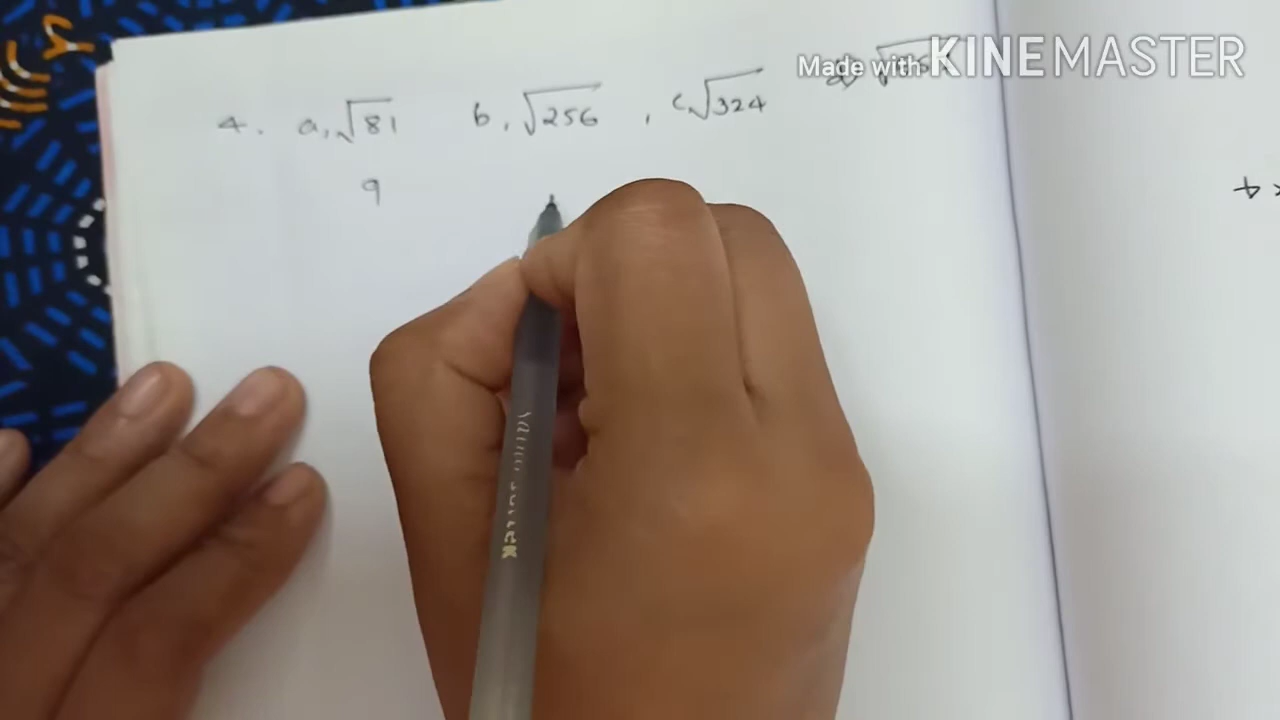 Made with KINEMASTER
4. a, √81 b, √256 , c, √324
9